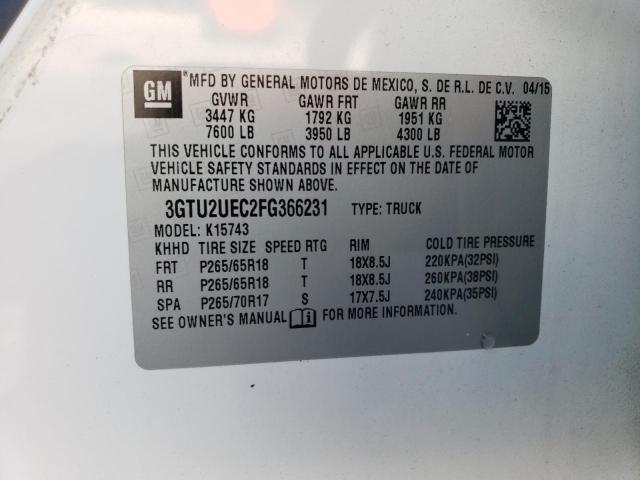 GM ® MFD BY GENERAL MOTORS DE MEXICO, S. DE R.L. DE C.V. 04/15
GVWR GAWR FRT GAWR RR
3447 KG 1792 KG 1951 KG
7600 LB 3950 LB 4300 LB
THIS VEHICLE CONFORMS TO ALL APPLICABLE U.S. FEDERAL MOTOR
VEHICLE SAFETY STANDARDS IN EFFECT ON THE DATE OF
MANUFACTURE SHOWN ABOVE.
3GTU2UEC2FG366231 TYPE: TRUCK
MODEL: K15743
KHHD TIRE SIZE SPEED RTG RIM COLD TIRE PRESSURE
FRT P265/65R18 T 18X8.5J 220KPA(32PSI)
RR P265/65R18 T 18X8.5J 260KPA(38PSI)
SPA P265/70R17 S 17X7.5J 240KPA(35PSI)
SEE OWNER'S MANUAL FOR MORE INFORMATION.